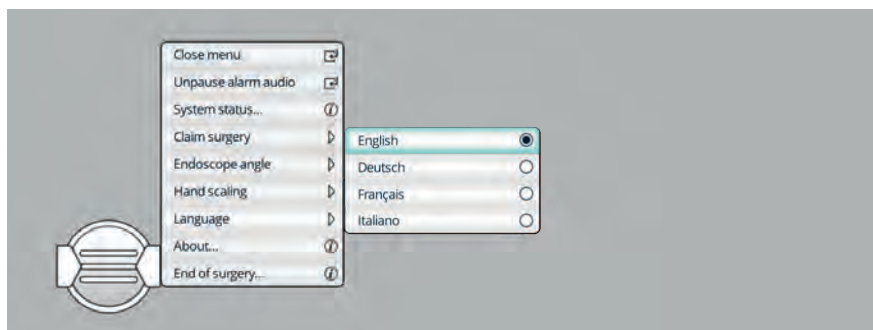 Close menu
Unpause alarm audio
System status...
Claim surgery
Endoscope angle
Hand scaling
Language
About...
End of surgery...
English
Deutsch
Français
Italiano